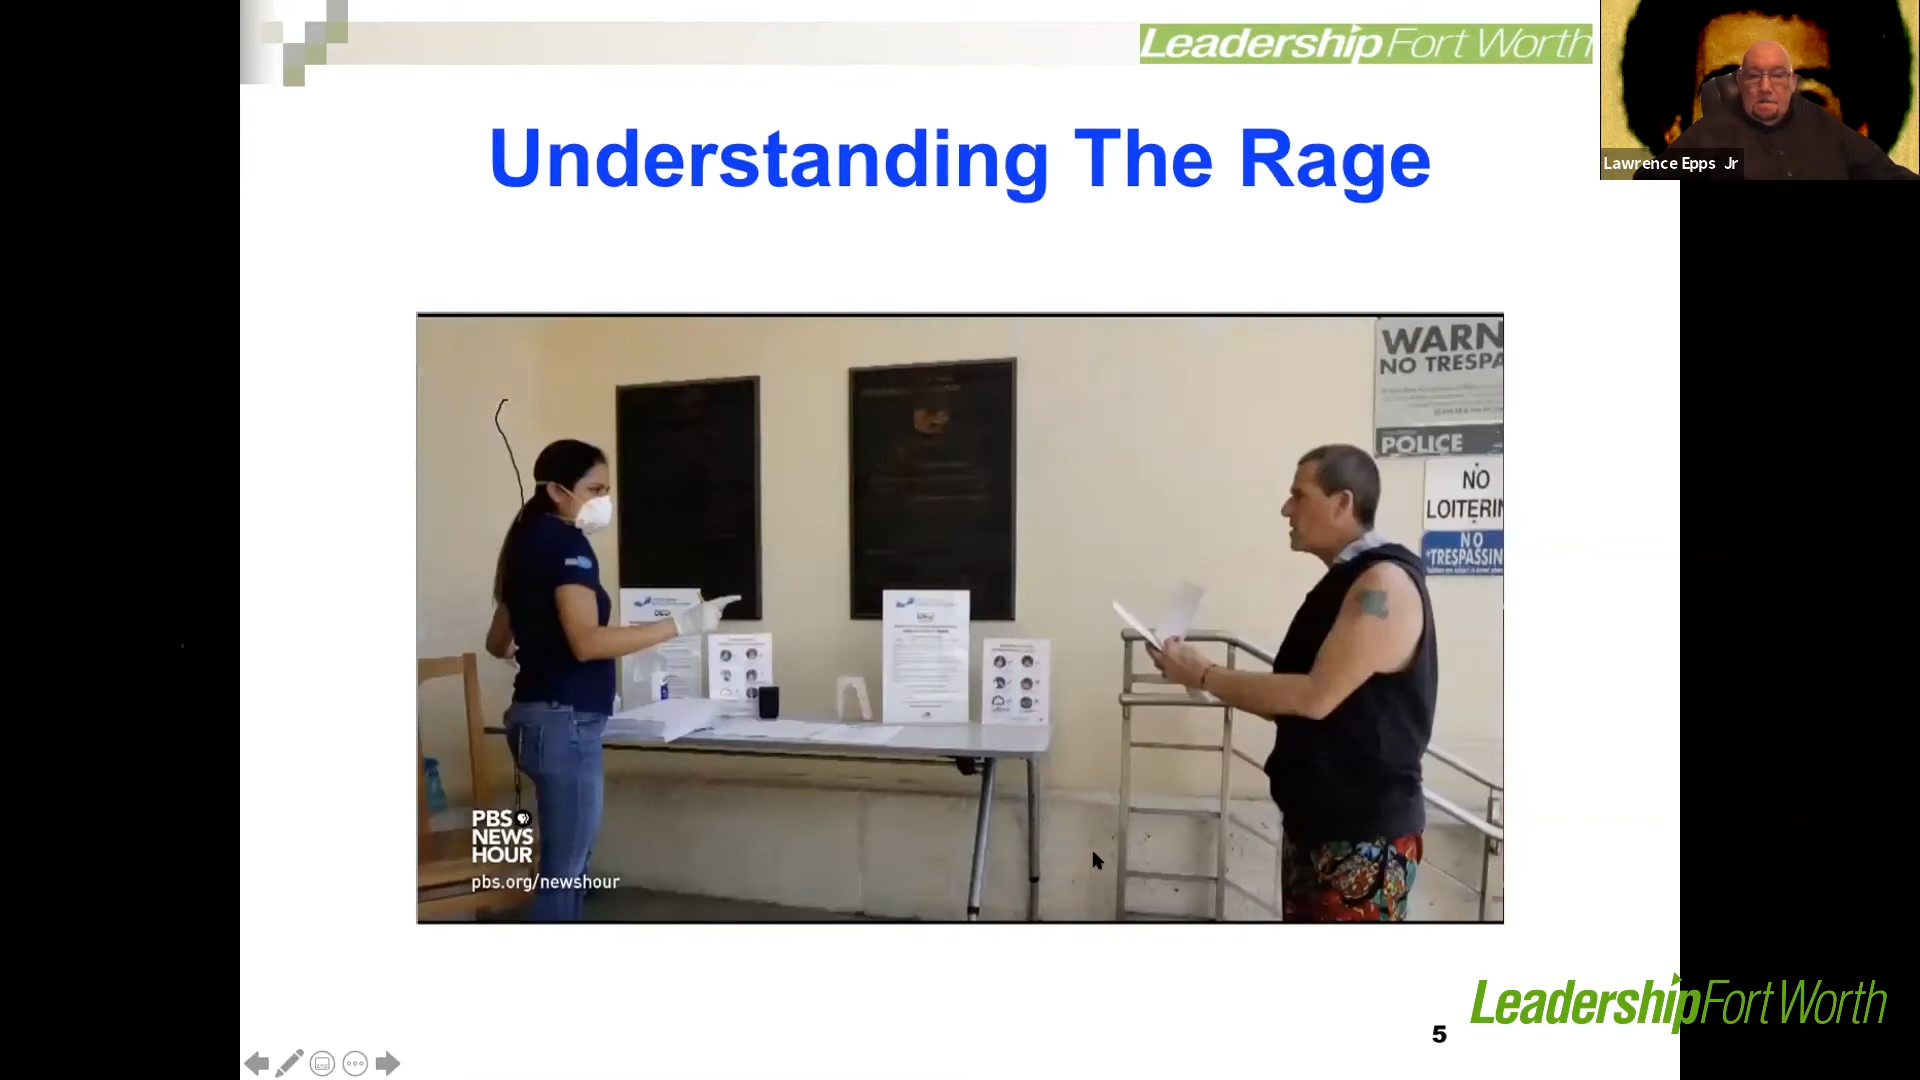 Leadership Fort Worth
Lawrence Epps Jr
Understanding The Rage
WARN
NO TRESPA
POLICE
NO
LOITERIN
NO
TRESPASSIN
PBS
NEWS
HOUR
pbs.org/newshour
Leadership Fort Worth
5